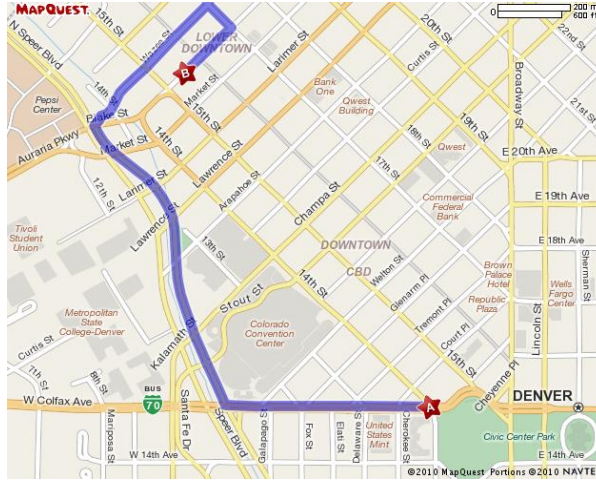 MAPQUEST
0 200 m
600 ft
N Speer Blvd
LOWER
DOWNTOWN
Larimer St
20th St
Curtis St
22nd St
Broadway St
Wazee St
14th St
B
Market St
15th St
Bank
One
Qwest
Building
21st St
Pepsi
Center
Blake St
Auraria Pkwy
Market St
14th St
Lawrence St
18th St
19th St
Qwest
E 20th Ave
12th St
Larimer St
Arapahoe St
17th St
Champa St
Commercial
Federal
Bank
E 19th Ave
Tivoli
Student
Union
Lawrence St
13th St
DOWNTOWN
CBD
Welton St
E 18th Ave
Brown
Palace
Hotel
Sherman St
Stout St
14th St
Glenarm Pl
Republic
Plaza
Wells
Fargo
Center
Metropolitan
State
College-Denver
Kalamath St
Colorado
Convention
Center
Tremont Pl
Court Pl
Lincoln St
Curtis St
7th St
8th St
15th St
Cheyenne Pl
BUS
70
W Colfax Ave
A
DENVER
Mariposa St
Santa Fe Dr
Speer Blvd
Galapago St
Fox St
Elati St
Delaware St
United
States
Mint
Cherokee St
Civic Center Park
W 14th Ave
E 14th Ave
©2010 MapQuest Portions ©2010 NAVTE